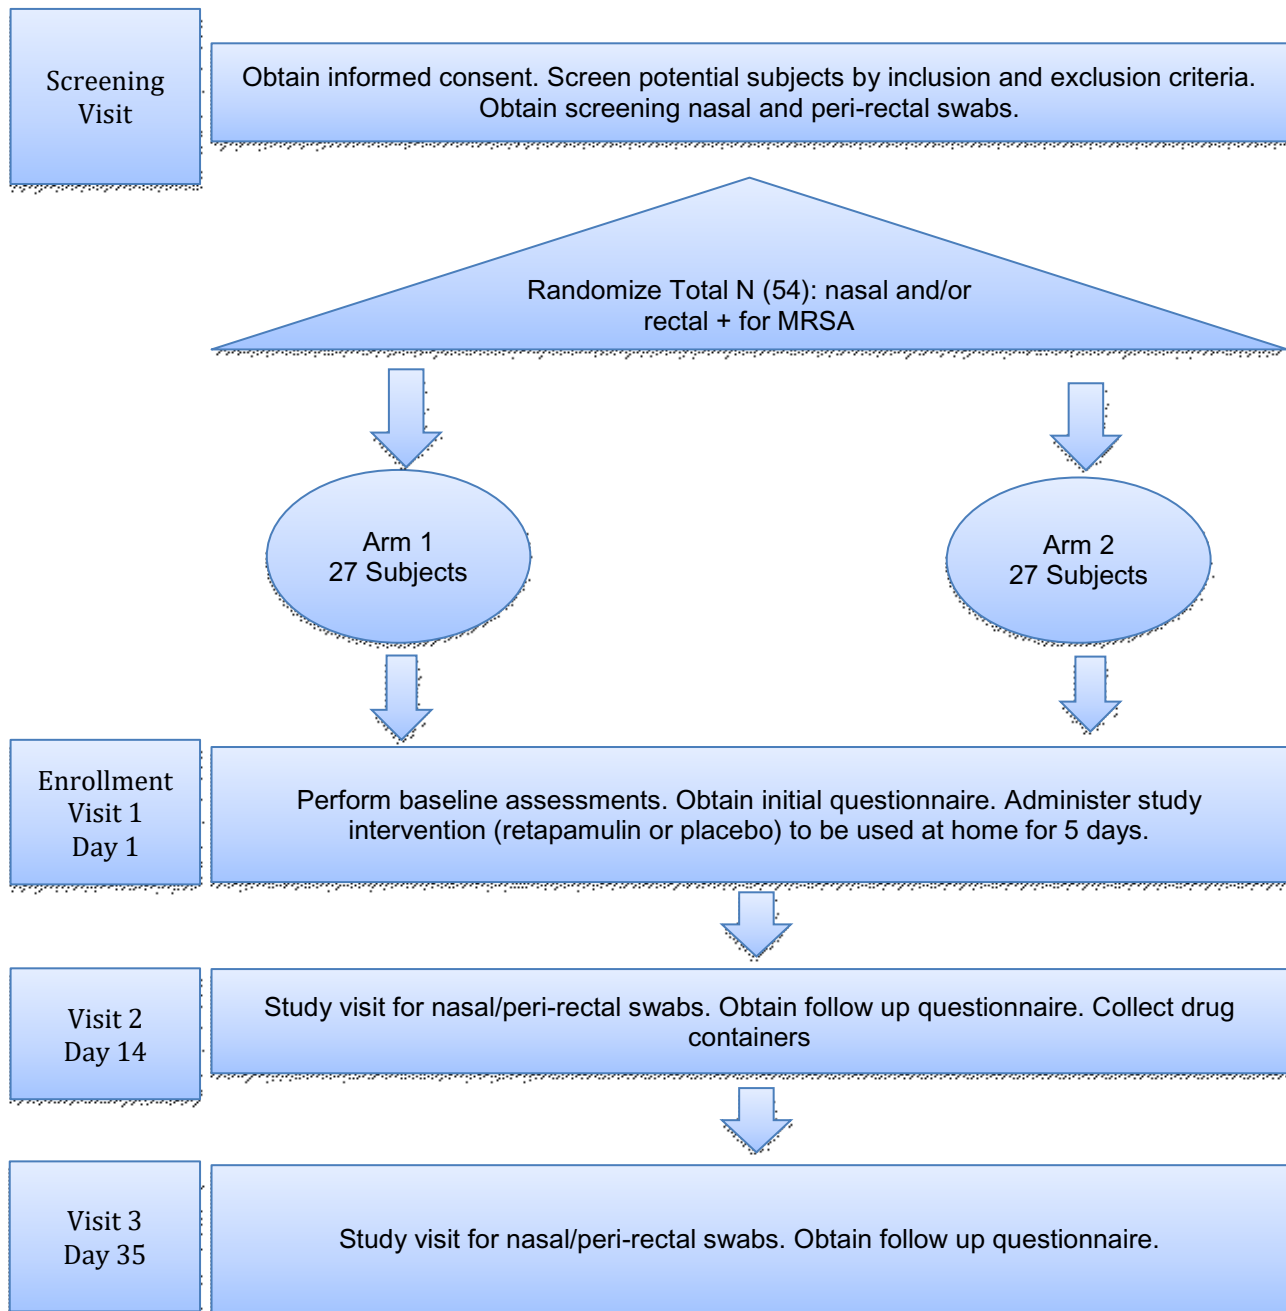 Screening
Visit
Obtain informed consent. Screen potential subjects by inclusion and exclusion criteria.
Obtain screening nasal and peri-rectal swabs.
Randomize Total N (54): nasal and/or
rectal + for MRSA
Arm 1
27 Subjects
Arm 2
27 Subjects
Enrollment
Visit 1
Day 1
Perform baseline assessments. Obtain initial questionnaire. Administer study
intervention (retapamulin or placebo) to be used at home for 5 days.
Visit 2
Day 14
Study visit for nasal/peri-rectal swabs. Obtain follow up questionnaire. Collect drug
containers
Visit 3
Day 35
Study visit for nasal/peri-rectal swabs. Obtain follow up questionnaire.